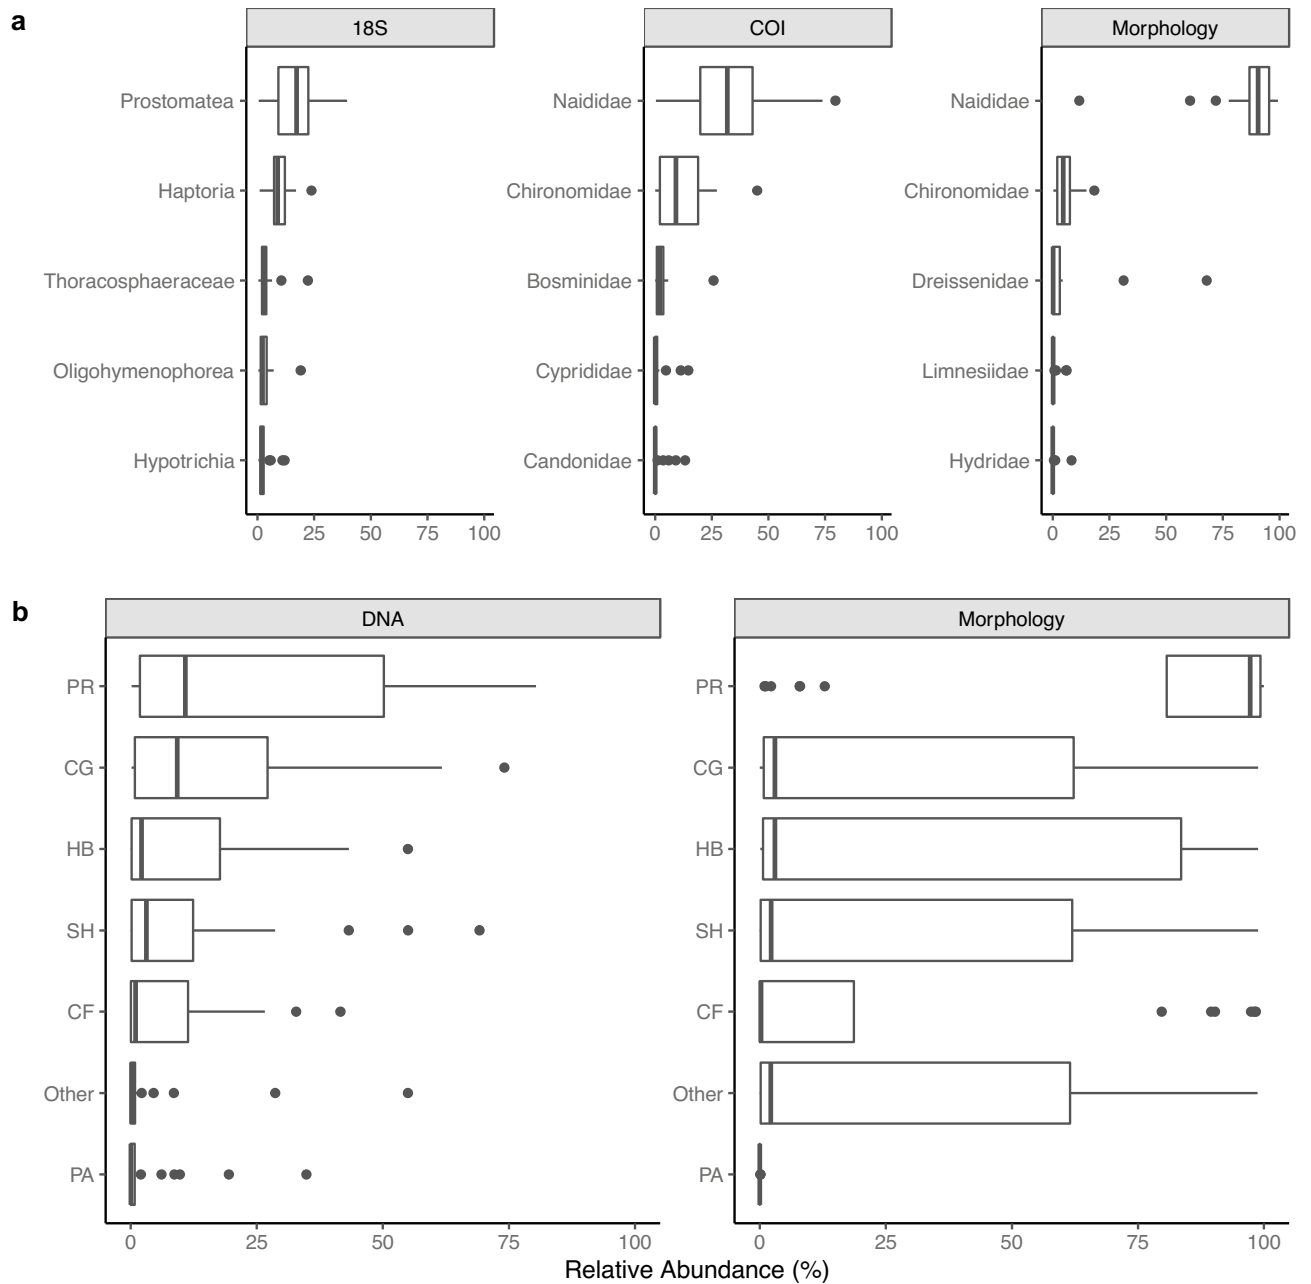 a
18S
COI
Morphology
Prostomatea
Haptoria
Thoracosphaeraceae
Oligohymenophorea
Hypotrichia
0 25 50 75 100
Naididae
Chironomidae
Bosminidae
Cyprididae
Candonidae
0 25 50 75 100
Naididae
Chironomidae
Dreissenidae
Limnesiidae
Hydridae
0 25 50 75 100
b
DNA
Morphology
PR
CG
HB
SH
CF
Other
PA
0 25 50 75 100
PR
CG
HB
SH
CF
Other
PA
0 25 50 75 100
Relative Abundance (%)